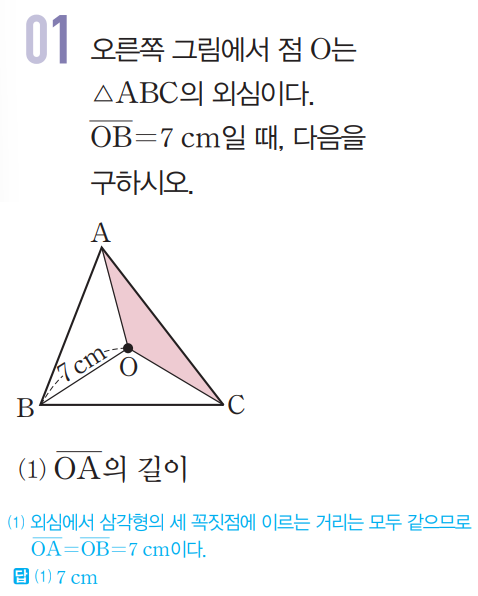 01
오른쪽 그림에서 점 O는
△ABC의 외심이다.
OB=7 cm일 때, 다음을
구하시오.
A
7 cm
O
B
C
(1) OA의 길이
(1) 외심에서 삼각형의 세 꼭짓점에 이르는 거리는 모두 같으므로
OA=OB=7 cm이다.
답 (1) 7 cm